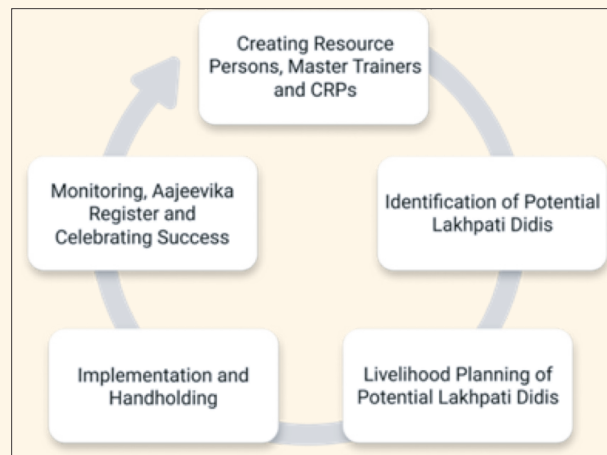 Creating Resource
Persons, Master Trainers
and CRPs
Identification of Potential
Lakhpati Didis
Livelihood Planning of
Potential Lakhpati Didis
Implementation and
Handholding
Monitoring, Aajeevika
Register and
Celebrating Success